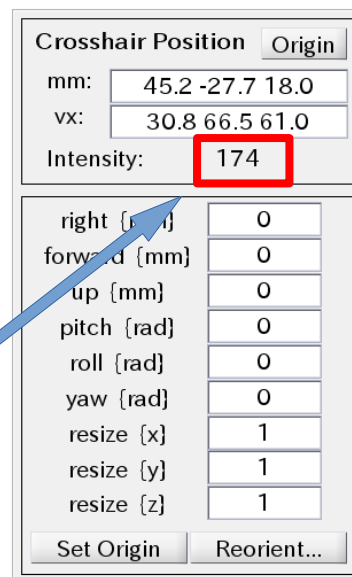 Crosshair Position Origin
mm: 45.2 -27.7 18.0
vx: 30.8 66.5 61.0
Intensity: 174
right {mm} 0
forward {mm} 0
up {mm} 0
pitch {rad} 0
roll {rad} 0
yaw {rad} 0
resize {x} 1
resize {y} 1
resize {z} 1
Set Origin Reorient...